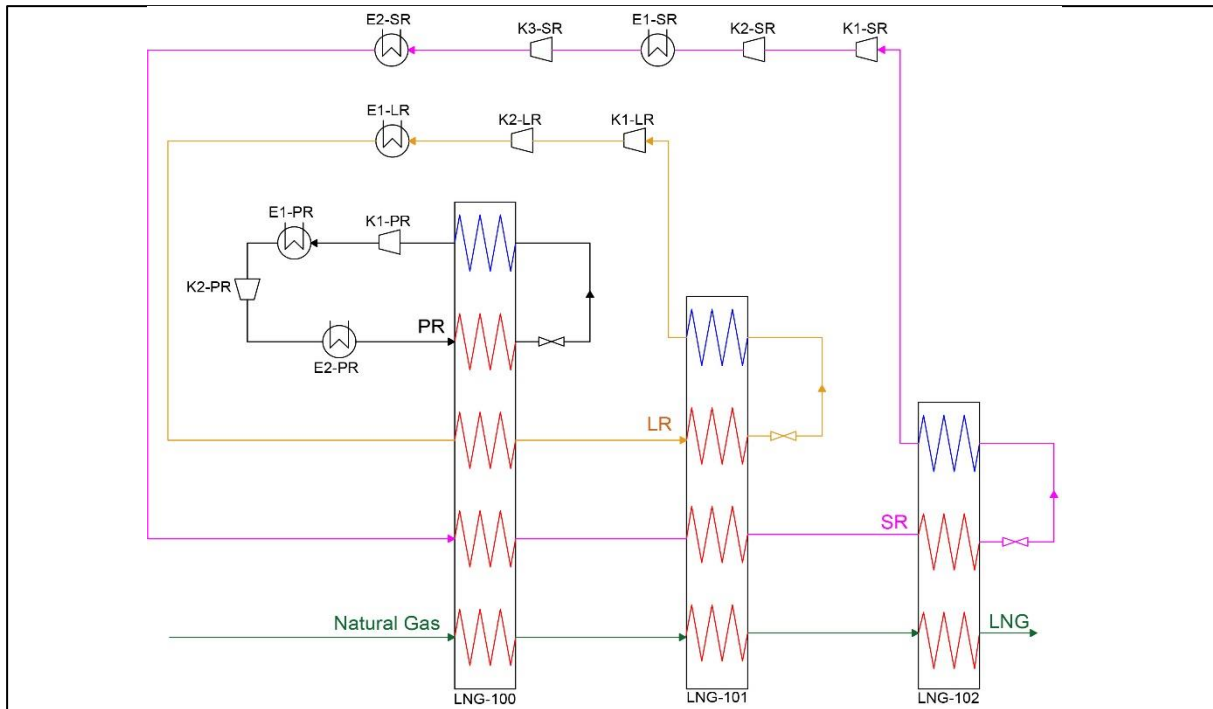 E2-SR
K3-SR
E1-SR
K2-SR
K1-SR
E1-LR
K2-LR
K1-LR
E1-PR
K1-PR
K2-PR
PR
E2-PR
LR
SR
Natural Gas
LNG
LNG-100
LNG-101
LNG-102